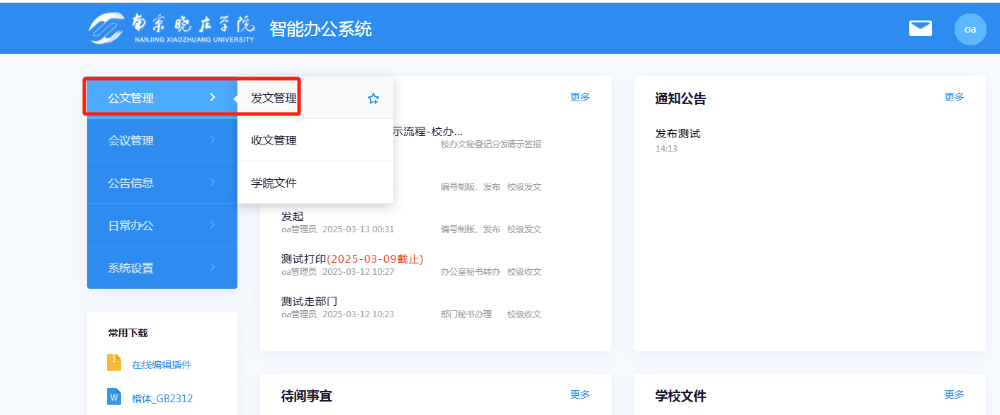 南京晓庄学院
NANJING XIAOZHUANG UNIVERSITY
智能办公系统
oa
公文管理
会议管理
公告信息
日常办公
系统设置
发文管理
收文管理
学院文件
更多
示流程-校办...
校办文秘登记分发请示签报
编号制版、发布 校级发文
发起
oa管理员 2025-03-13 00:31 编号制版、发布 校级发文
测试打印(2025-03-09截止)
oa管理员 2025-03-12 10:27 办公室秘书转办 校级收文
测试走部门
oa管理员 2025-03-12 10:23 部门秘书办理 校级收文
通知公告 更多
发布测试
14:13
常用下载
在线编辑插件
W 楷体_GB2312
待阅事宜 更多
学校文件 更多